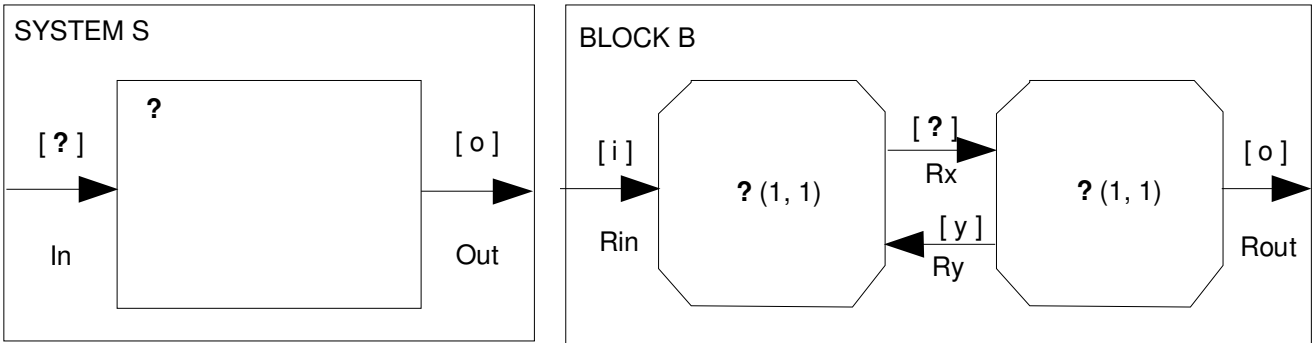 SYSTEM S
?
[ ? ]
[ o ]
In
Out
BLOCK B
[ i ]
Rin
? (1, 1)
[ ? ]
Rx
[ y ]
Ry
? (1, 1)
[ o ]
Rout